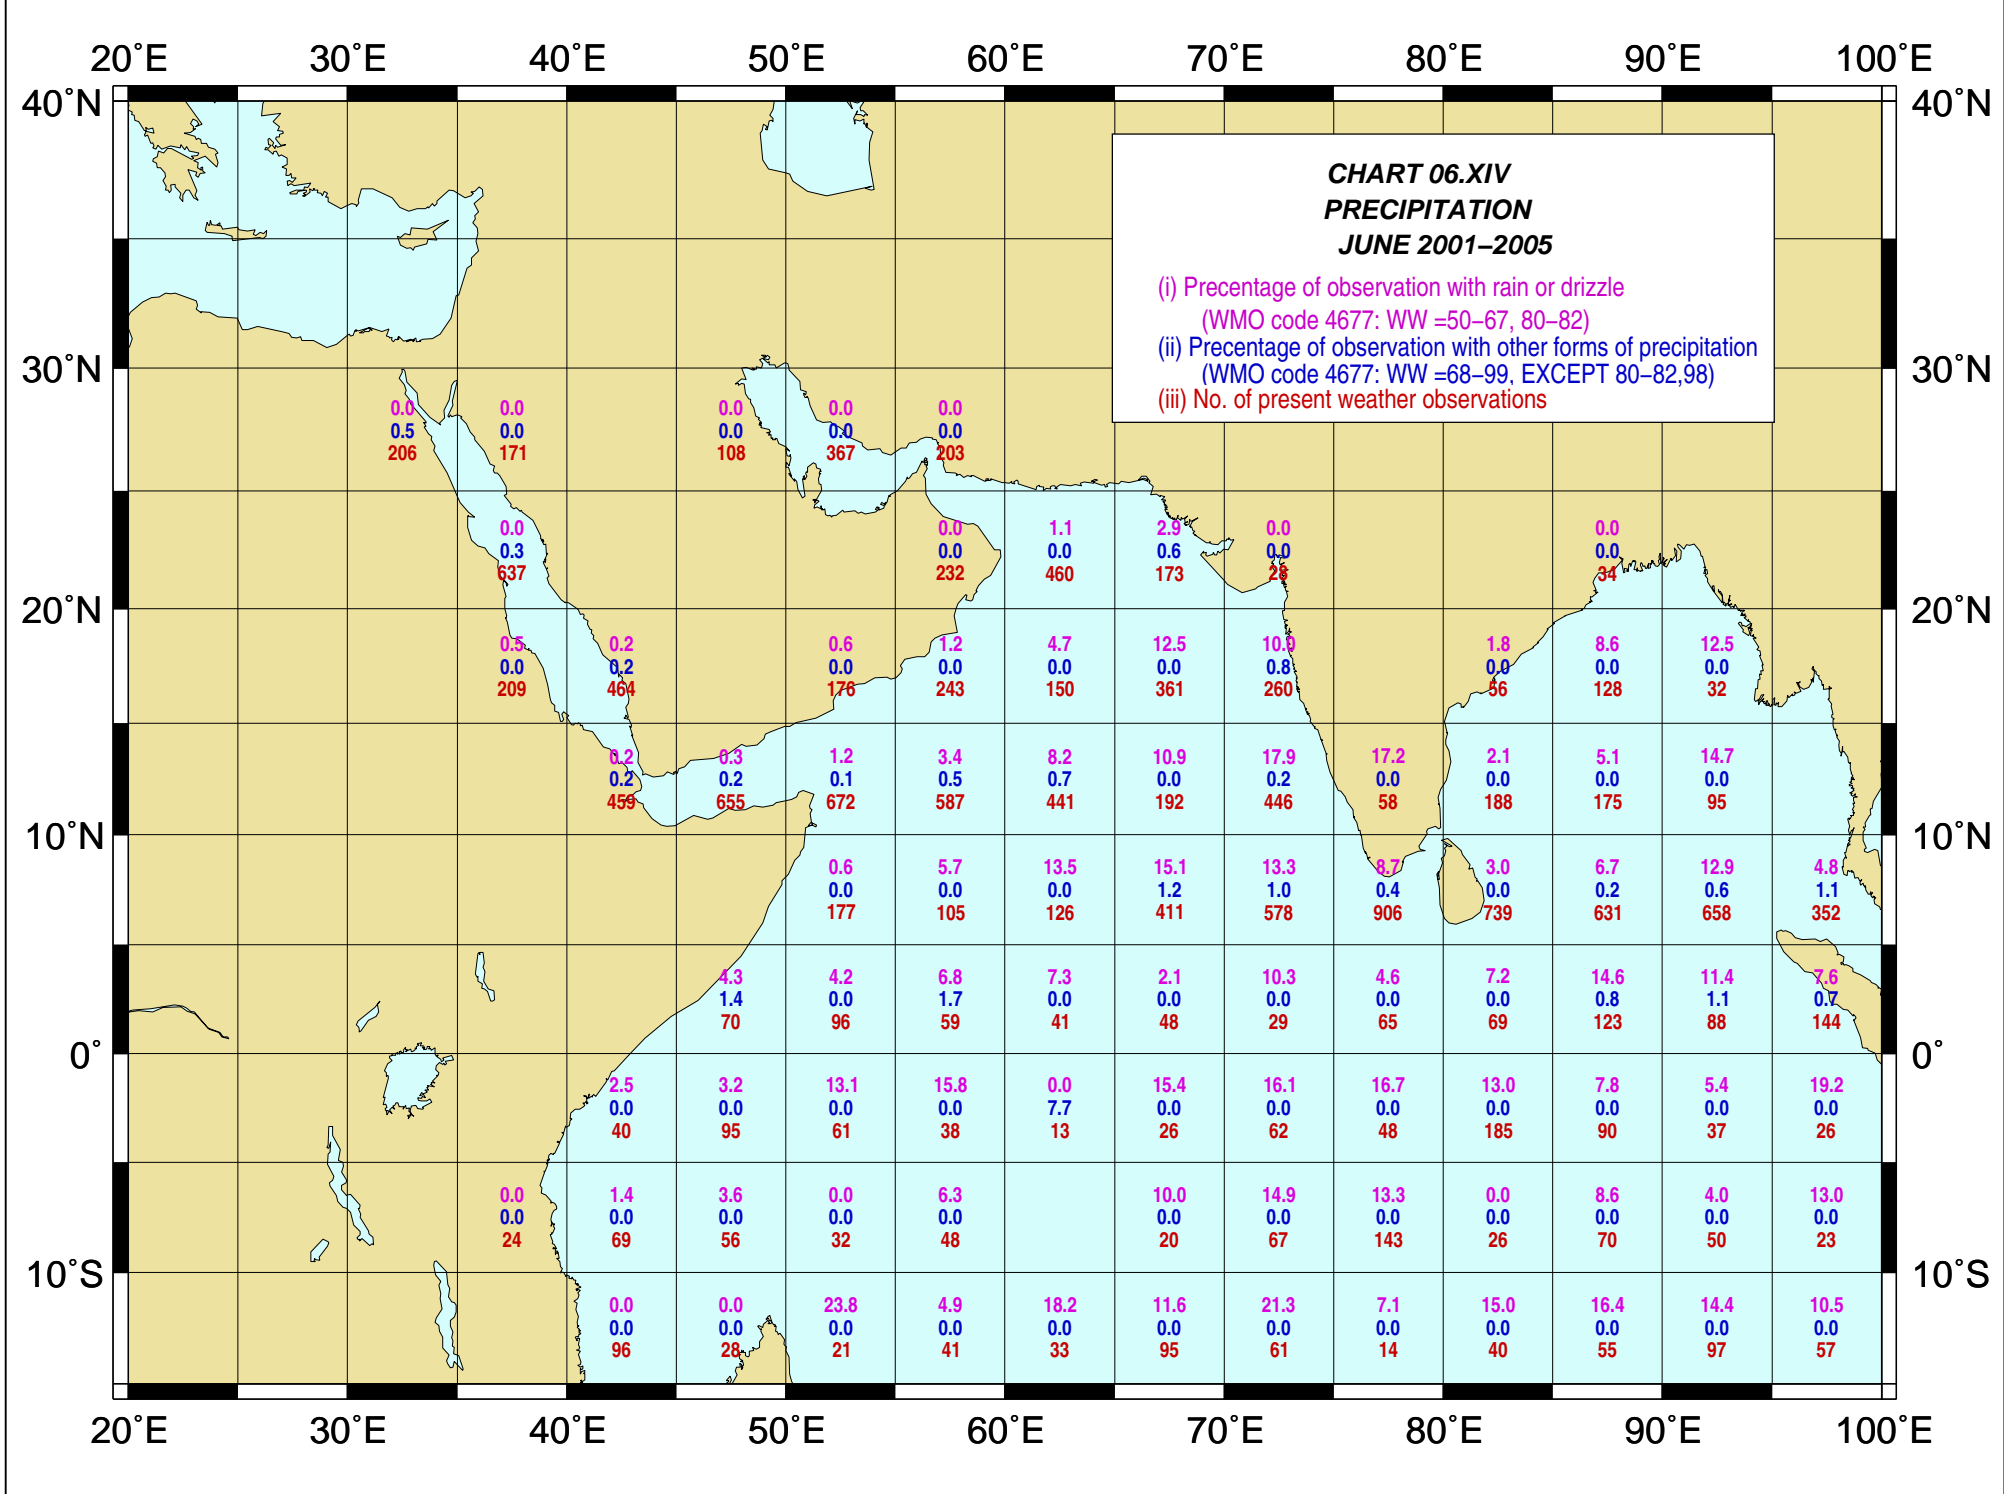 20˚E 30˚E 40˚E 50˚E 60˚E 70˚E 80˚E 90˚E 100˚E
40˚N 40˚N
CHART 06.XIV
PRECIPITATION
JUNE 2001–2005
(i) Precentage of observation with rain or drizzle
(WMO code 4677: WW =50–67, 80–82)
(ii) Precentage of observation with other forms of precipitation
(WMO code 4677: WW =68–99, EXCEPT 80–82,98)
(iii) No. of present weather observations
30˚N 30˚N
0.0 0.0 0.0 0.0 0.0
0.5 0.0 0.0 0.0 0.0
206 171 108 367 203
0.0 0.0 1.1 2.9 0.0 0.0
0.3 0.0 0.0 0.6 0.0 0.0
637 232 460 173 28 34
20˚N 20˚N
0.5 0.2 0.6 1.2 4.7 12.5 10.0 1.8 8.6 12.5
0.0 0.2 0.0 0.0 0.0 0.0 0.8 0.0 0.0 0.0
209 464 176 243 150 361 260 56 128 32
0.2 0.3 1.2 3.4 8.2 10.9 17.9 17.2 2.1 5.1 14.7
0.2 0.2 0.1 0.5 0.7 0.0 0.2 0.0 0.0 0.0 0.0
459 655 672 587 441 192 446 58 188 175 95
10˚N 10˚N
0.6 5.7 13.5 15.1 13.3 8.7 3.0 6.7 12.9 4.8
0.0 0.0 0.0 1.2 1.0 0.4 0.0 0.2 0.6 1.1
177 105 126 411 578 906 739 631 658 352
4.3 4.2 6.8 7.3 2.1 10.3 4.6 7.2 14.6 11.4 7.6
1.4 0.0 1.7 0.0 0.0 0.0 0.0 0.0 0.8 1.1 0.7
70 96 59 41 48 29 65 69 123 88 144
0˚ 0˚
2.5 3.2 13.1 15.8 0.0 15.4 16.1 16.7 13.0 7.8 5.4 19.2
0.0 0.0 0.0 0.0 7.7 0.0 0.0 0.0 0.0 0.0 0.0 0.0
40 95 61 38 13 26 62 48 185 90 37 26
0.0 1.4 3.6 0.0 6.3 10.0 14.9 13.3 0.0 8.6 4.0 13.0
0.0 0.0 0.0 0.0 0.0 0.0 0.0 0.0 0.0 0.0 0.0 0.0
24 69 56 32 48 20 67 143 26 70 50 23
10˚S 10˚S
0.0 0.0 23.8 4.9 18.2 11.6 21.3 7.1 15.0 16.4 14.4 10.5
0.0 0.0 0.0 0.0 0.0 0.0 0.0 0.0 0.0 0.0 0.0 0.0
96 28 21 41 33 95 61 14 40 55 97 57
20˚E 30˚E 40˚E 50˚E 60˚E 70˚E 80˚E 90˚E 100˚E